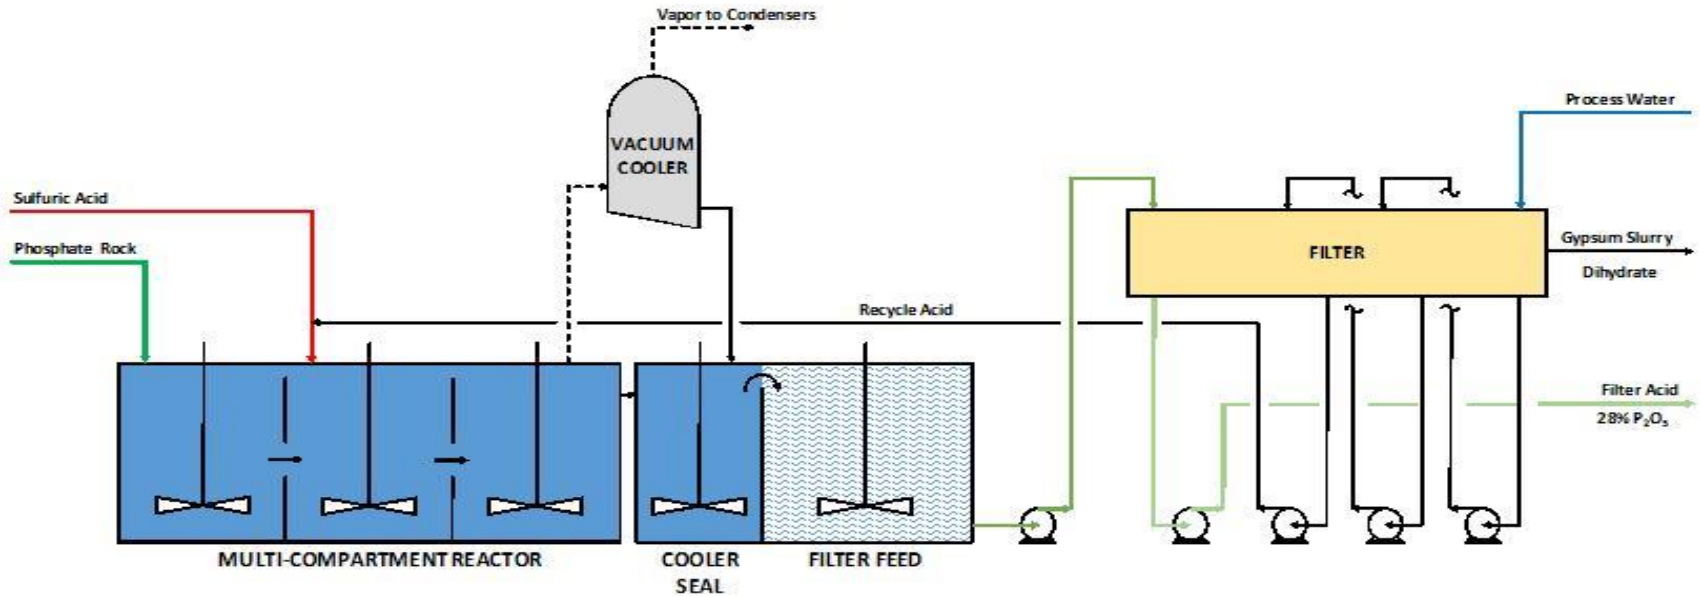 Vapor to Condensers
Process Water
VACUUM
COOLER
Sulfuric Acid
Phosphate Rock
FILTER
Gypsum Slurry
Dihydrate
Recycle Acid
Filter Acid
28% P₂O₅
MULTI-COMPARTMENT REACTOR
COOLER
SEAL
FILTER FEED